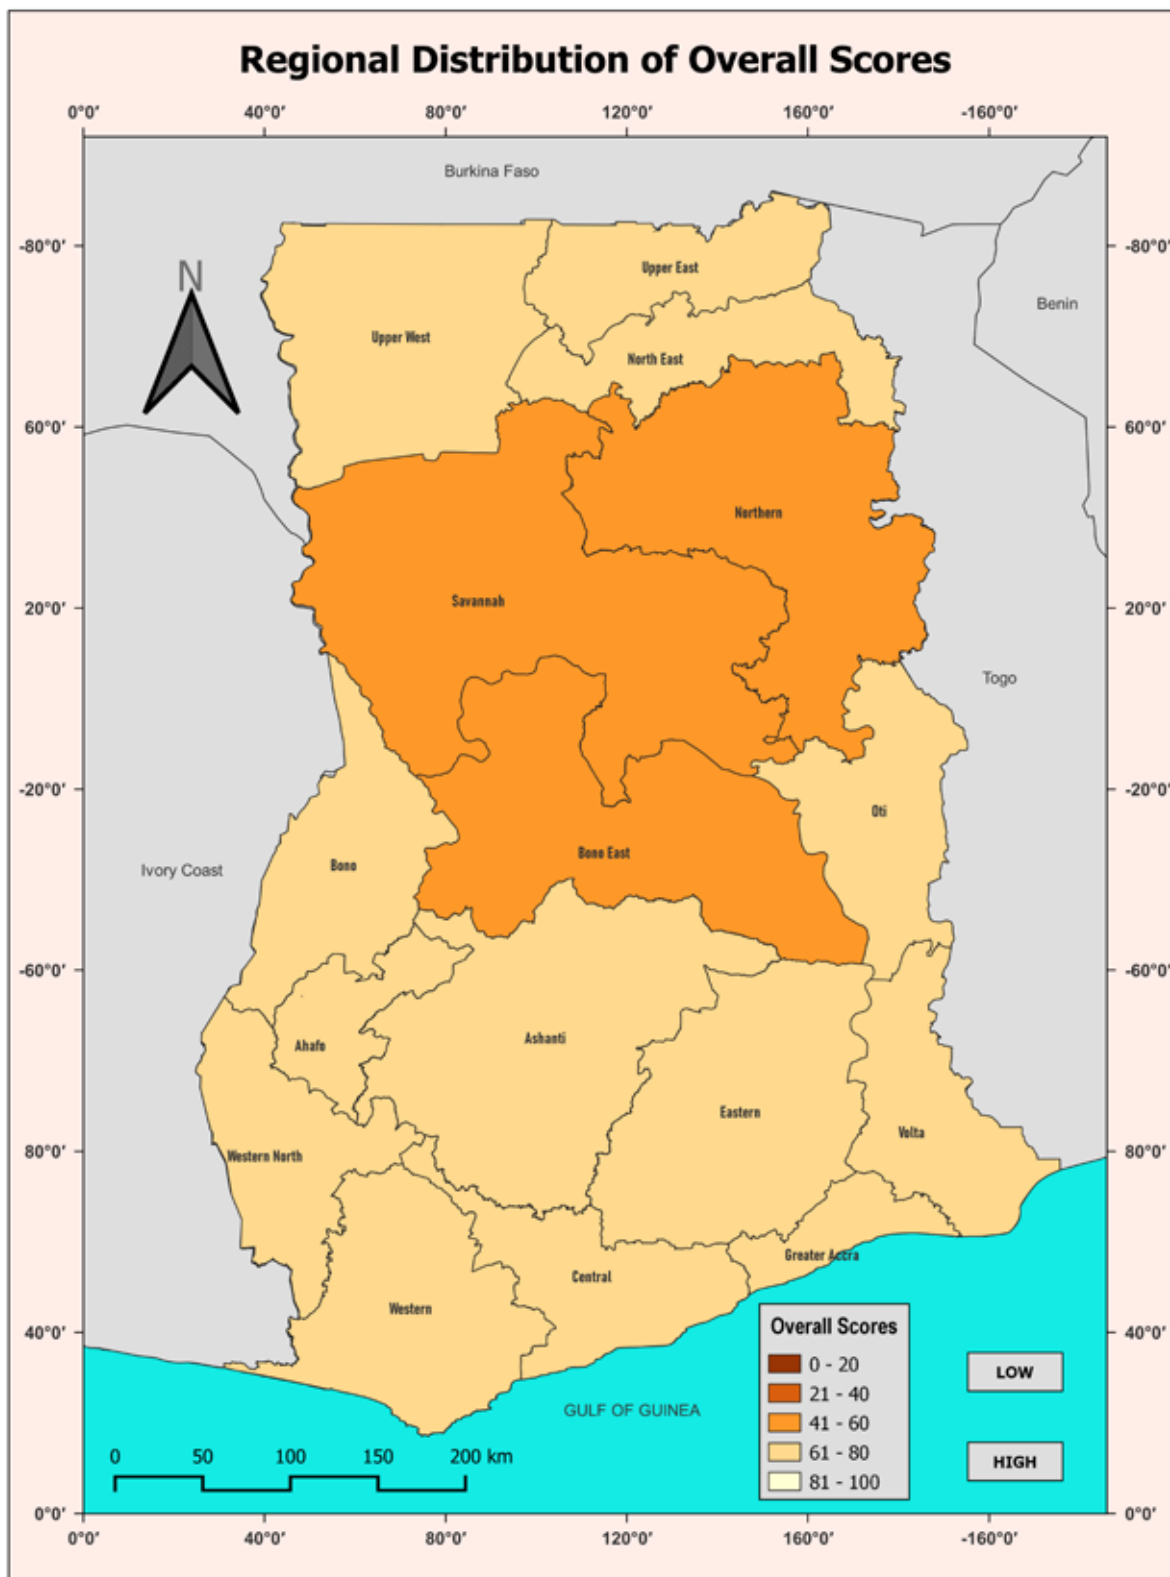 Regional Distribution of Overall Scores
0°0′ 40°0′ 80°0′ 120°0′ 160°0′ -160°0′
Burkina Faso
-80°0′ -80°0′
Upper East
N
Benin
Upper West
North East
60°0′ 60°0′
Northern
Savannah
20°0′ 20°0′
Togo
-20°0′ -20°0′
Oti
Bono East
Bono
Ivory Coast
-60°0′ -60°0′
Ashanti
Ahafo
Eastern
Volta
Western North
80°0′ 80°0′
Greater Accra
Central
Western
Overall Scores
40°0′ 40°0′
0 - 20
LOW
21 - 40
GULF OF GUINEA
41 - 60
61 - 80
HIGH
81 - 100
0 50 100 150 200 km
0°0′ 0°0′
0°0′ 40°0′ 80°0′ 120°0′ 160°0′ -160°0′